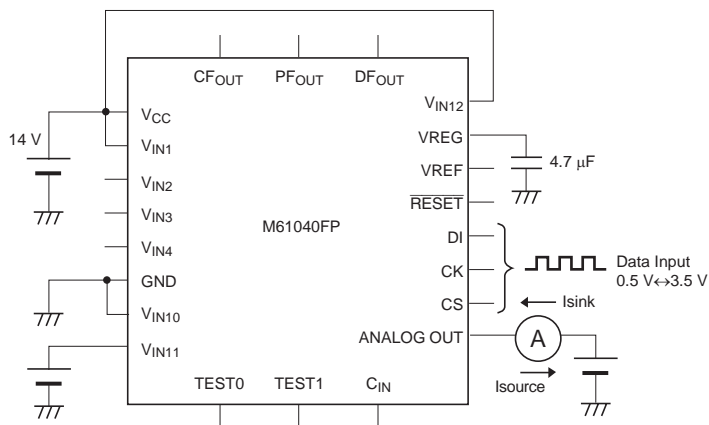 CFOUT PFOUT DFOUT
VIN12
VCC
VREG
14 V
VIN1
4.7 μF
VREF
VIN2
RESET
VIN3
M61040FP
DI
VIN4
CK
Data Input
0.5 V↔3.5 V
GND
CS
Isink
VIN10
ANALOG OUT
A
VIN11
Isource
TEST0 TEST1 CIN